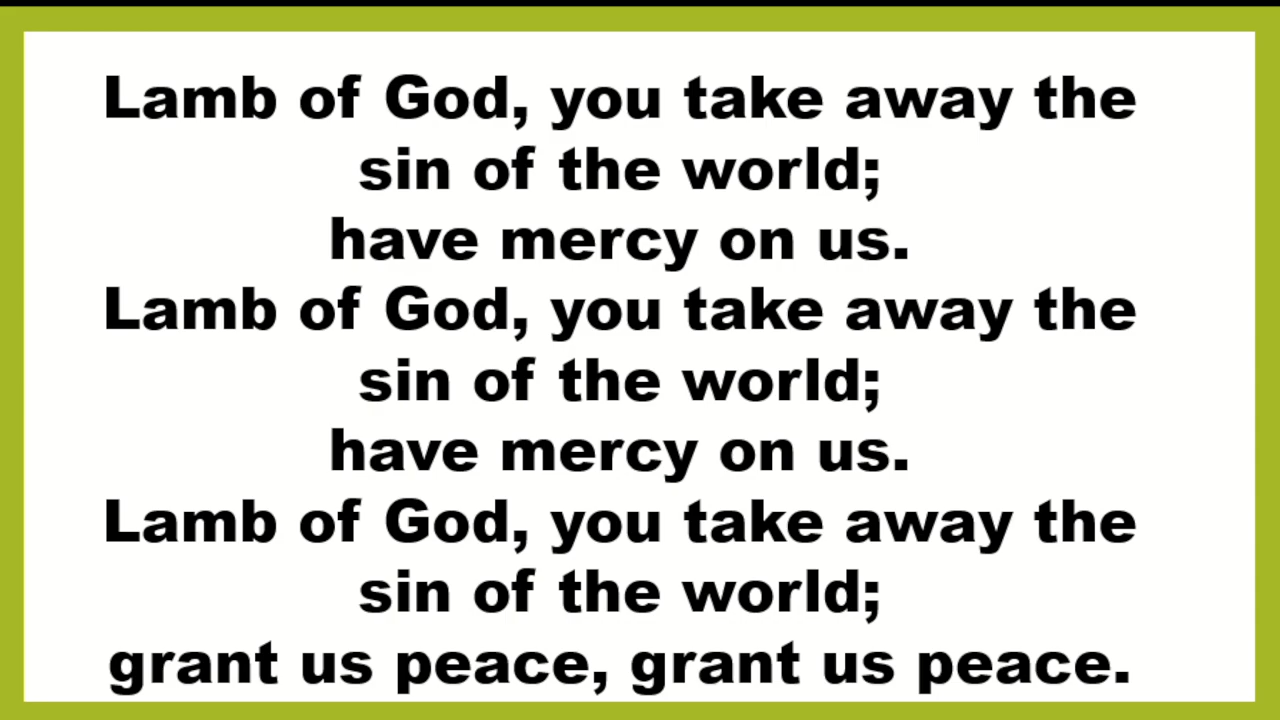 Lamb of God, you take away the
sin of the world;
have mercy on us.
Lamb of God, you take away the
sin of the world;
have mercy on us.
Lamb of God, you take away the
sin of the world;
grant us peace, grant us peace.